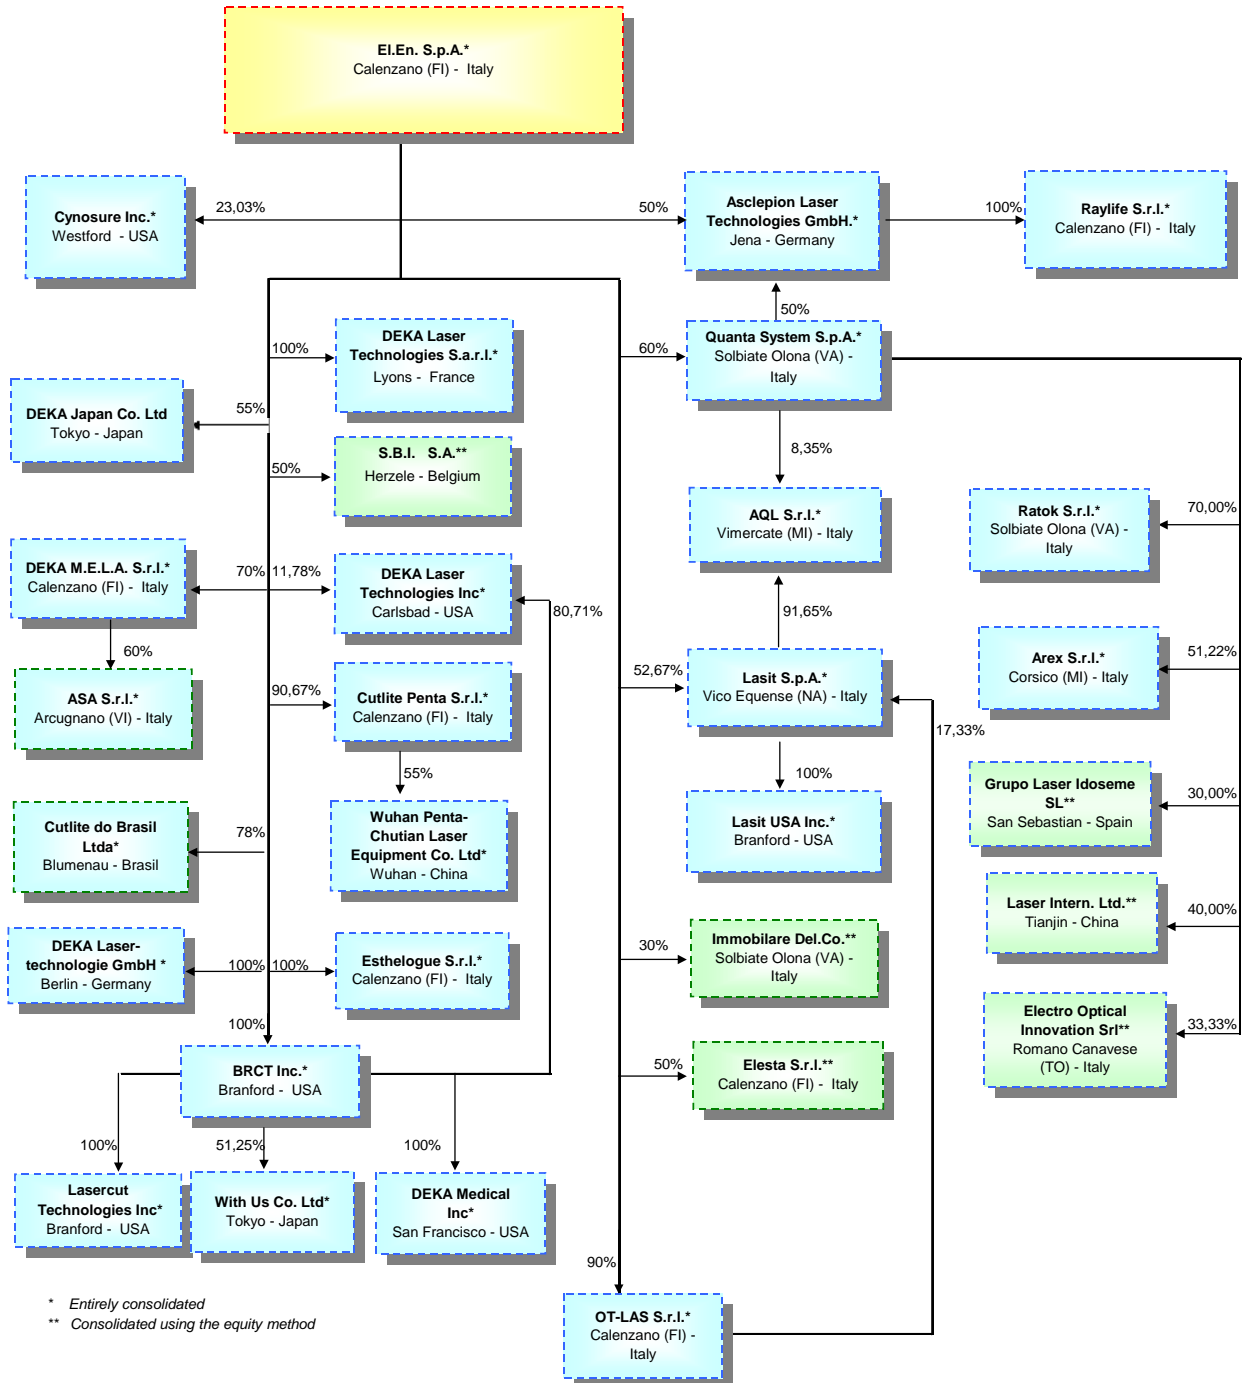 El.En. S.p.A.*
Calenzano (FI) -  Italy
Cynosure Inc.*
Westford  - USA
23,03%
50%
Asclepion Laser
Technologies GmbH.*
Jena - Germany
100%
Raylife S.r.l.*
Calenzano (FI) -  Italy
50%
100%
DEKA Laser
Technologies S.a.r.l.*
Lyons -  France
60%
Quanta System S.p.A.*
Solbiate Olona (VA) -
Italy
DEKA Japan Co. Ltd
Tokyo - Japan
55%
50%
S.B.I.   S.A.**
Herzele - Belgium
8,35%
AQL S.r.l.*
Vimercate (MI) - Italy
Ratok S.r.l.*
Solbiate Olona (VA) -
Italy
70,00%
DEKA M.E.L.A. S.r.l.*
Calenzano (FI) -  Italy
70%
11,78%
DEKA Laser
Technologies Inc*
Carlsbad - USA
80,71%
91,65%
60%
ASA S.r.l.*
Arcugnano (VI) - Italy
90,67%
Cutlite Penta S.r.l.*
Calenzano (FI) -  Italy
52,67%
Lasit S.p.A.*
Vico Equense (NA) - Italy
17,33%
Arex S.r.l.*
Corsico (MI) - Italy
51,22%
55%
100%
Cutlite do Brasil
Ltda*
Blumenau - Brasil
78%
Wuhan Penta-
Chutian Laser
Equipment Co. Ltd*
Wuhan - China
Lasit USA Inc.*
Branford - USA
Grupo Laser Idoseme
SL**
San Sebastian - Spain
30,00%
Laser Intern. Ltd.**
Tianjin - China
40,00%
DEKA Laser-
technologie GmbH *
Berlin - Germany
100%
100%
Esthelogue S.r.l.*
Calenzano (FI) -  Italy
30%
Immobilare Del.Co.**
Solbiate Olona (VA) -
Italy
Electro Optical
Innovation Srl**
Romano Canavese
(TO) - Italy
33,33%
100%
BRCT Inc.*
Branford -  USA
50%
Elesta S.r.l.**
Calenzano (FI) -  Italy
100%
51,25%
100%
Lasercut
Technologies Inc*
Branford -  USA
With Us Co. Ltd*
Tokyo - Japan
DEKA Medical
Inc*
San Francisco - USA
90%
OT-LAS S.r.l.*
Calenzano (FI) -
Italy
*   Entirely consolidated
**  Consolidated using the equity method